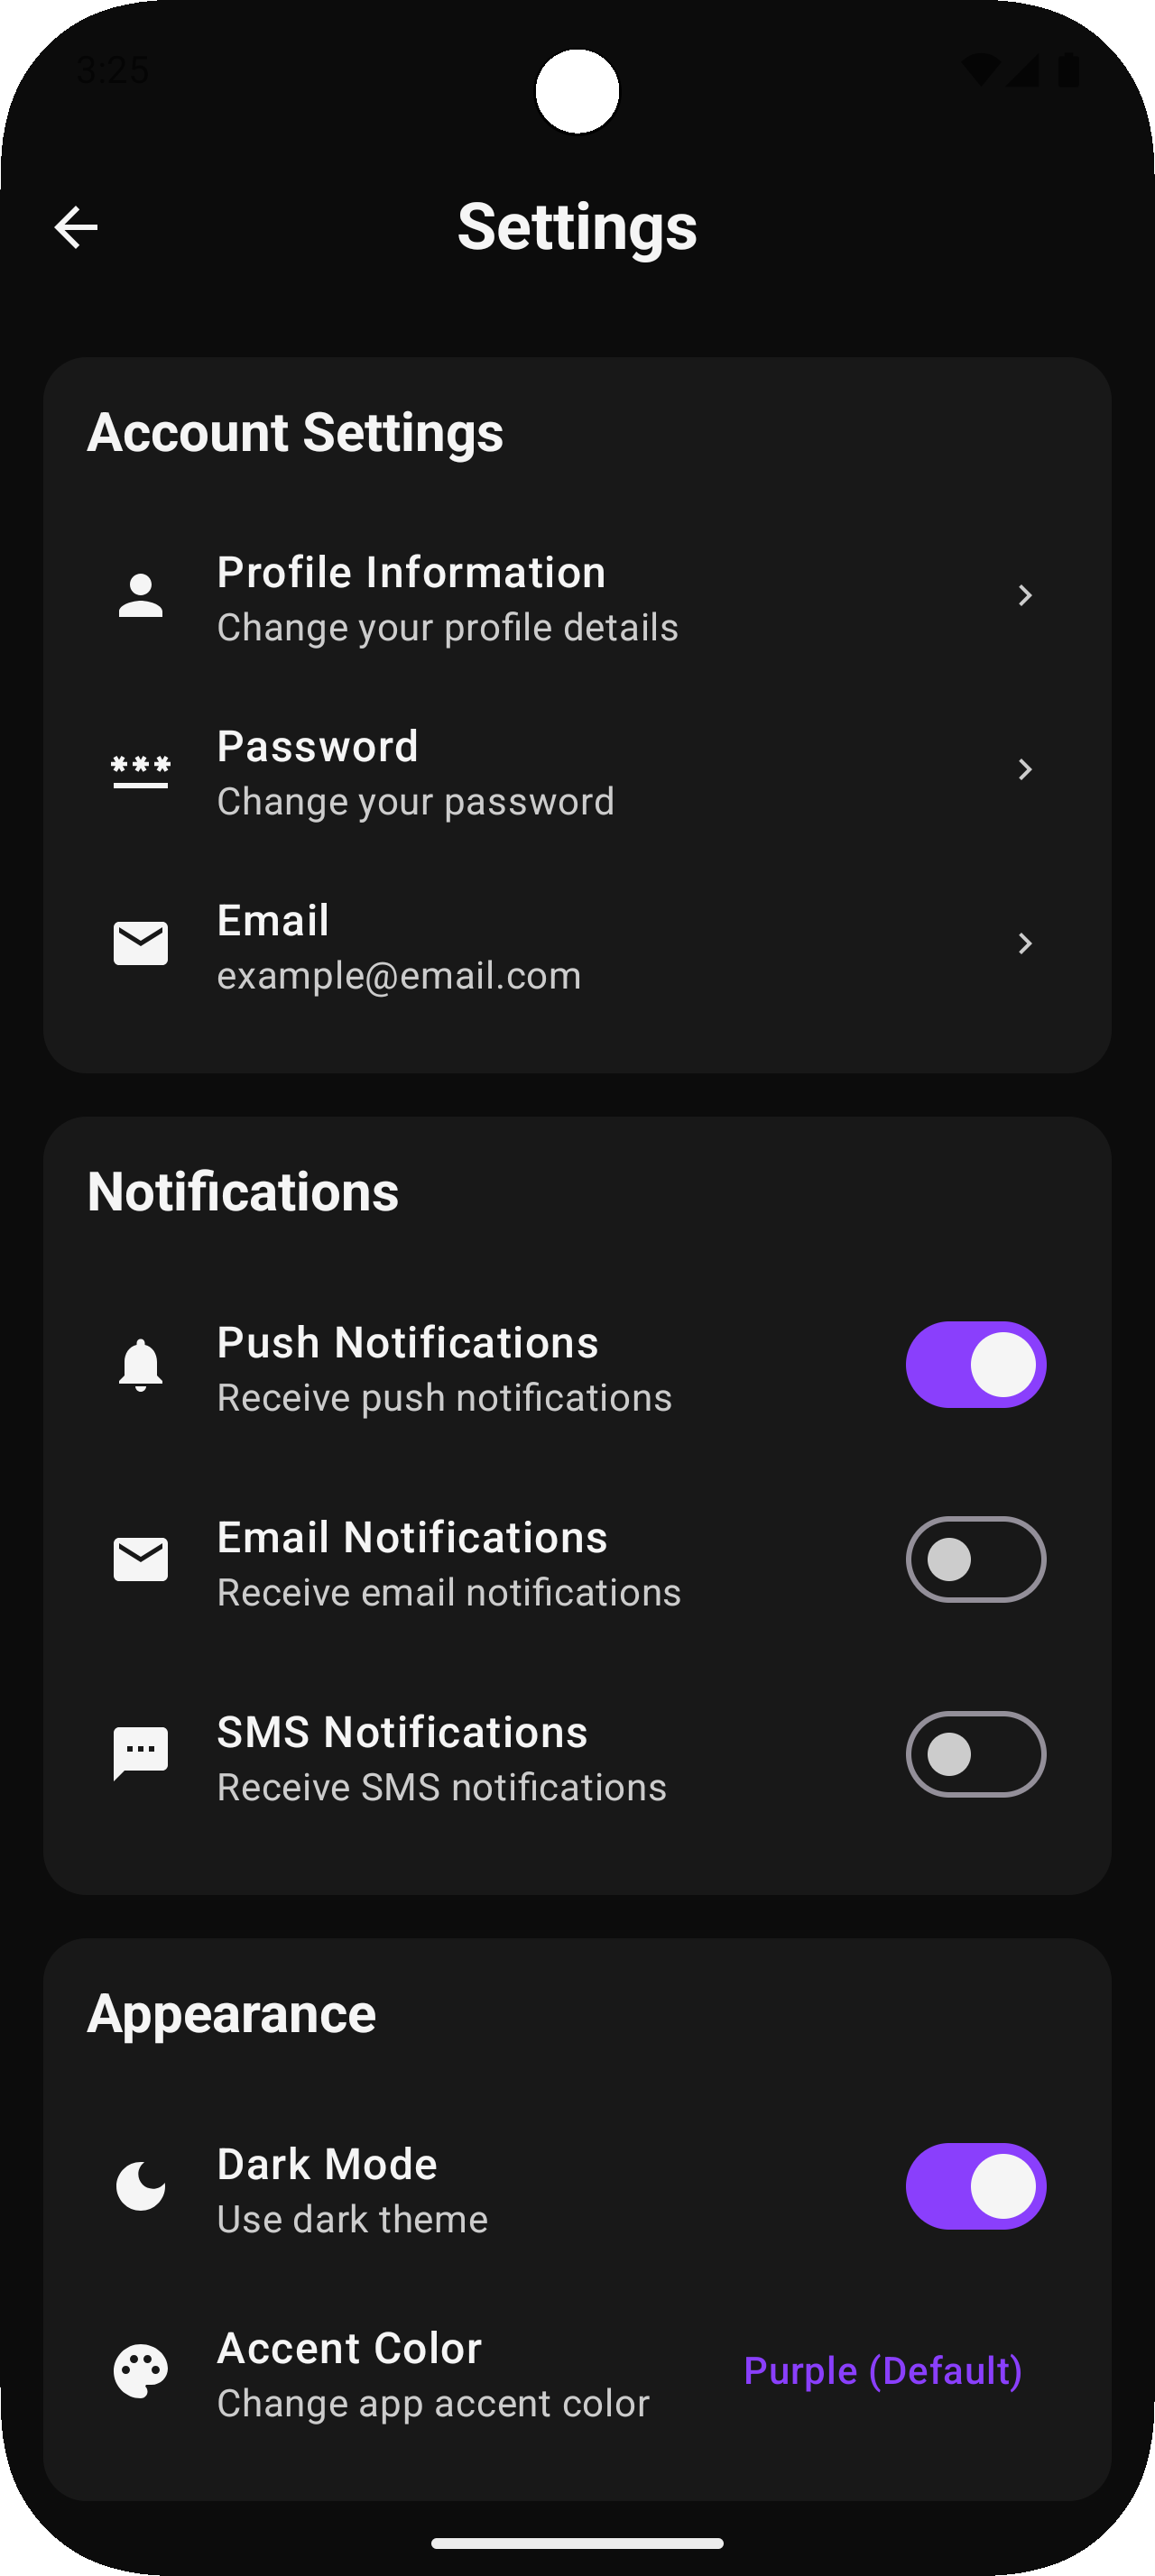 3:25
Settings
Account Settings
Profile Information
Change your profile details
Password
Change your password
Email
example@email.com
Notifications
Push Notifications
Receive push notifications
Email Notifications
Receive email notifications
SMS Notifications
Receive SMS notifications
Appearance
Dark Mode
Use dark theme
Accent Color
Change app accent color
Purple (Default)